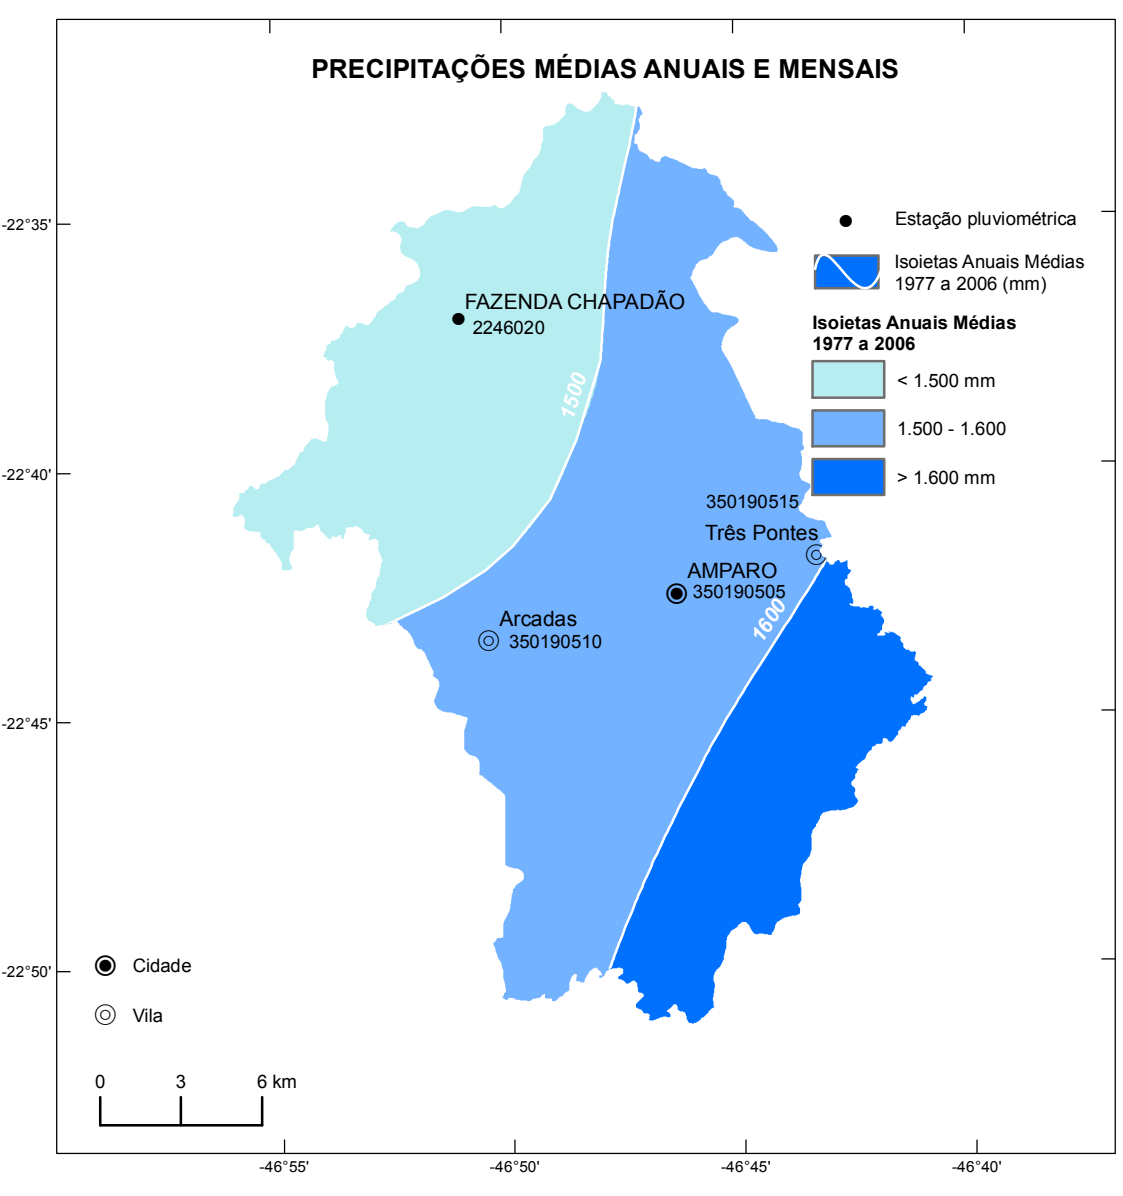 PRECIPITAÇÕES MÉDIAS ANUAIS E MENSAIS
-22°35'
Estação pluviométrica
Isoietas Anuais Médias
1977 a 2006 (mm)
FAZENDA CHAPADÃO
2246020
Isoietas Anuais Médias
1977 a 2006
< 1.500 mm
1500
1.500 - 1.600
-22°40'
> 1.600 mm
350190515
Três Pontes
AMPARO
350190505
1600
Arcadas
350190510
-22°45'
-22°50'
Cidade
Vila
0 3 6 km
-46°55' -46°50' -46°45' -46°40'